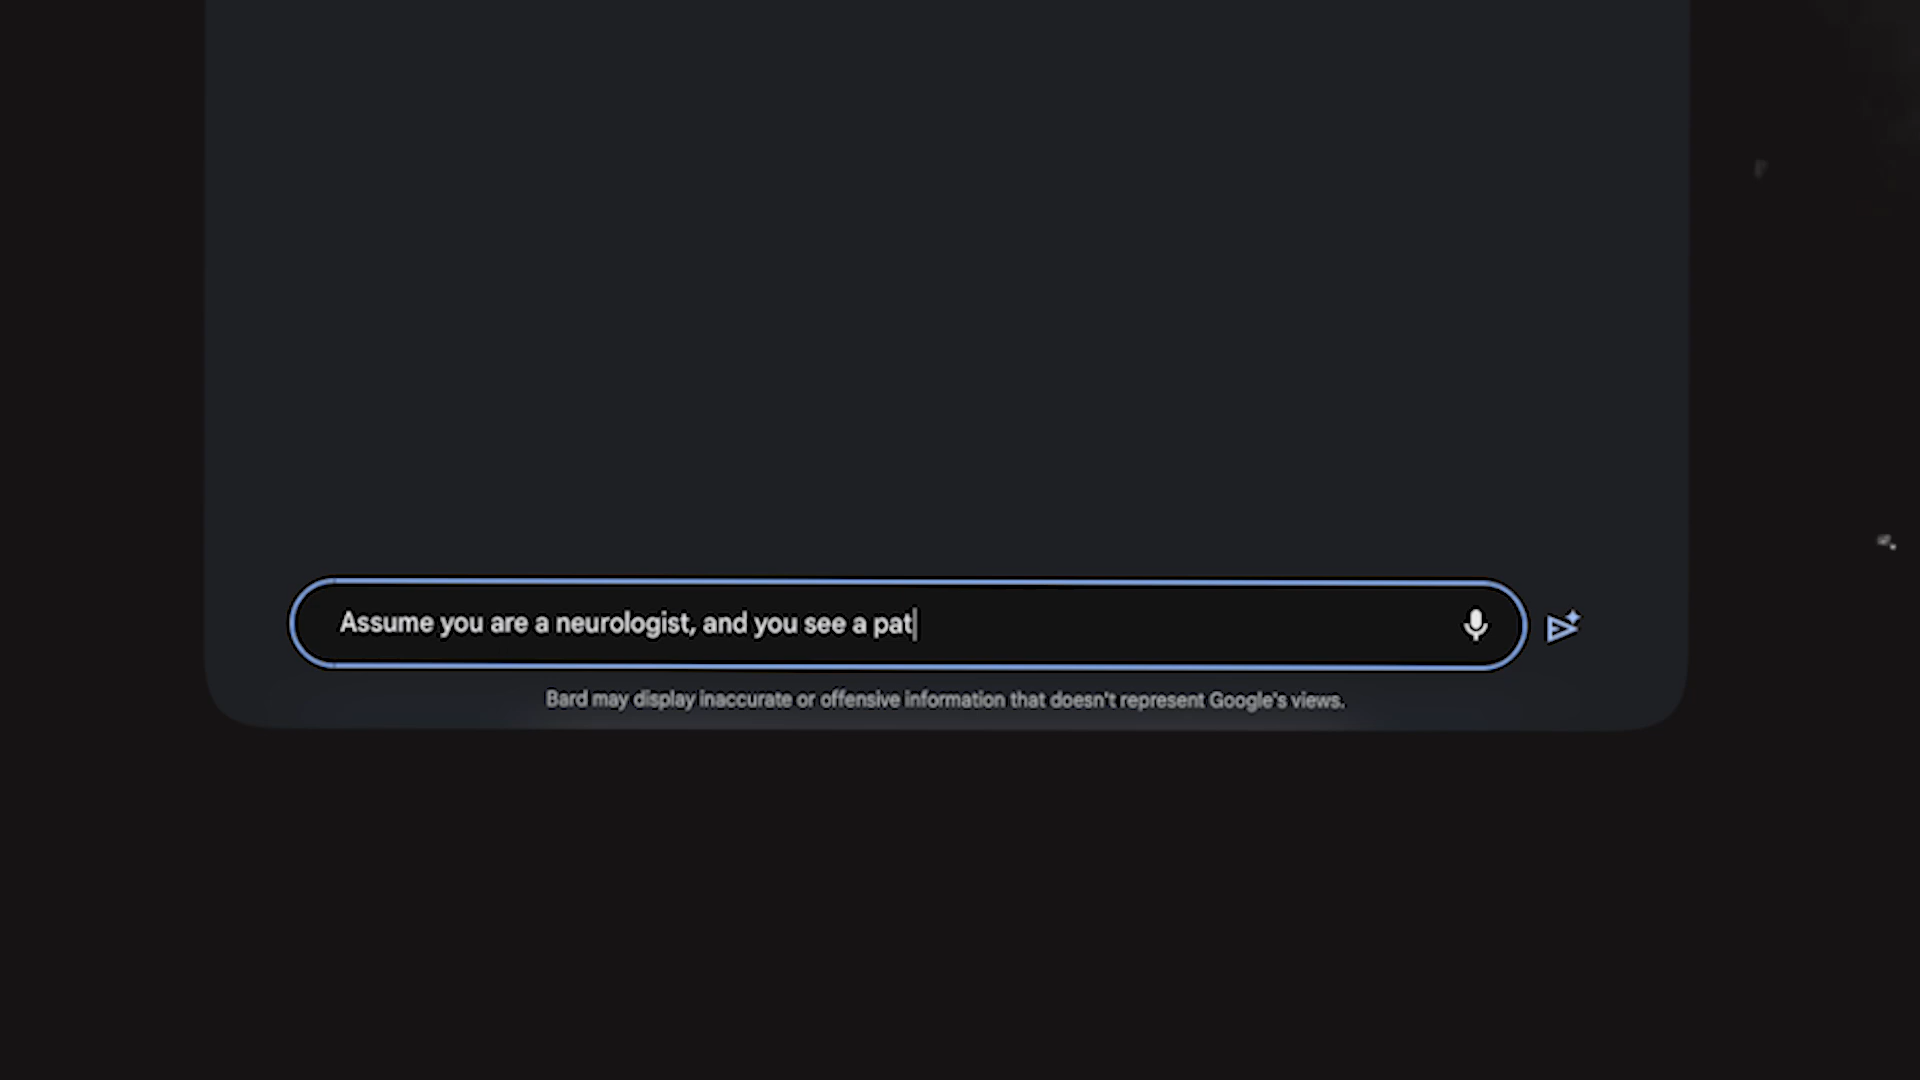 Assume you are a neurologist, and you see a pat
Bard may display inaccurate or offensive information that doesn't represent Google's views.